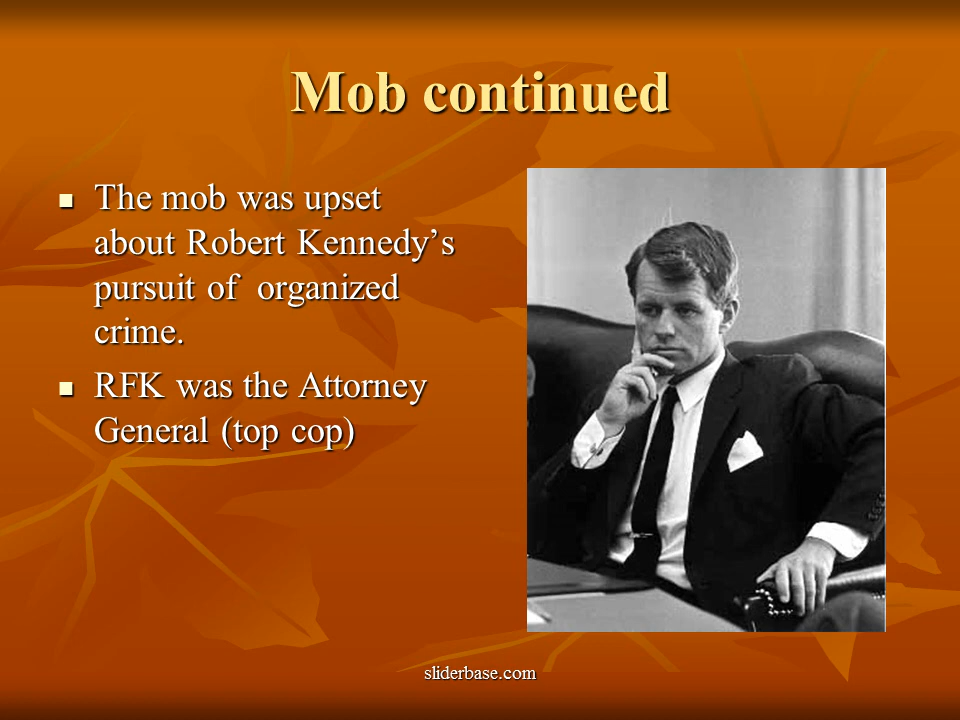 Mob continued
The mob was upset
about Robert Kennedy’s
pursuit of organized
crime.
RFK was the Attorney
General (top cop)
sliderbase.com